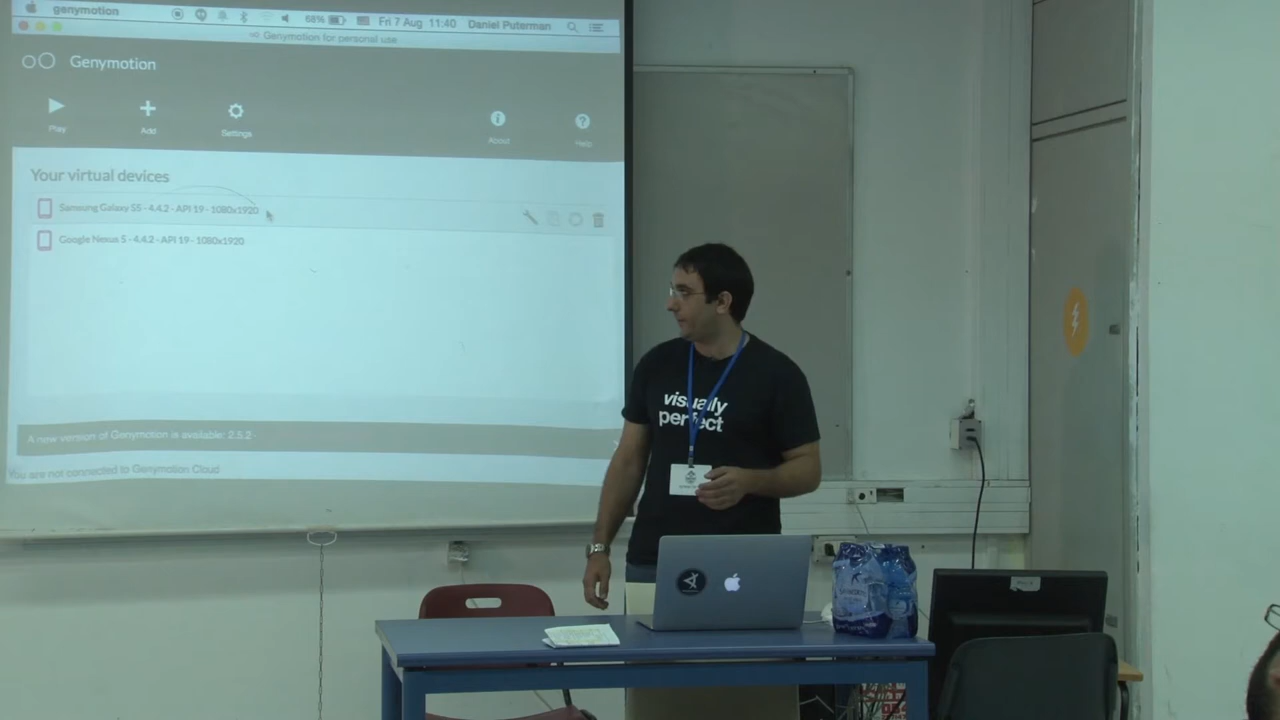 genymotion
68%
Fri 7 Aug 11:40
Daniel Puterman
Genymotion for personal use
Genymotion
Play
Add
Settings
About
Help
Your virtual devices
Samsung Galaxy S5 - 4.4.2 - API 19 - 1080x1920
Google Nexus 5 - 4.4.2 - API 19 - 1080x1920
A new version of Genymotion is available: 2.5.2 -
You are not connected to Genymotion Cloud
visually
perfect